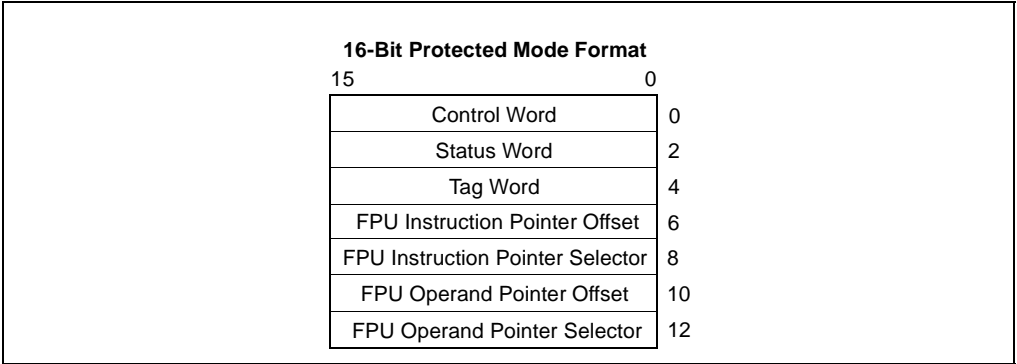 16-Bit Protected Mode Format
15 0
Control Word 0
Status Word 2
Tag Word 4
FPU Instruction Pointer Offset 6
FPU Instruction Pointer Selector 8
FPU Operand Pointer Offset 10
FPU Operand Pointer Selector 12